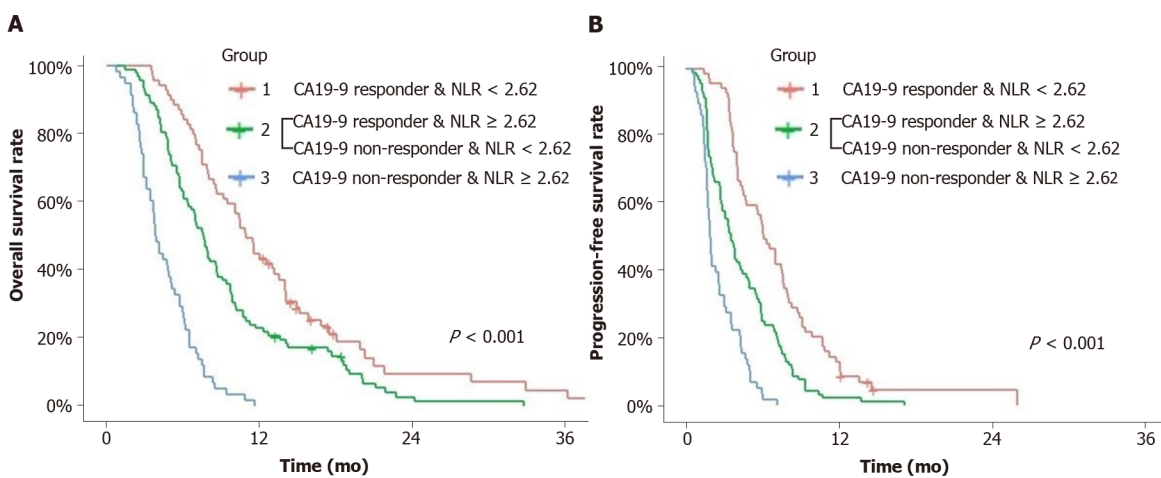 A
Group
1 CA19-9 responder & NLR < 2.62
2 CA19-9 responder & NLR ≥ 2.62
CA19-9 non-responder & NLR < 2.62
3 CA19-9 non-responder & NLR ≥ 2.62
Overall survival rate
100%
80%
60%
40%
20%
0%
P < 0.001
0 12 24 36
Time (mo)
B
Group
1 CA19-9 responder & NLR < 2.62
2 CA19-9 responder & NLR ≥ 2.62
CA19-9 non-responder & NLR < 2.62
3 CA19-9 non-responder & NLR ≥ 2.62
Progression-free survival rate
100%
80%
60%
40%
20%
0%
P < 0.001
0 12 24 36
Time (mo)